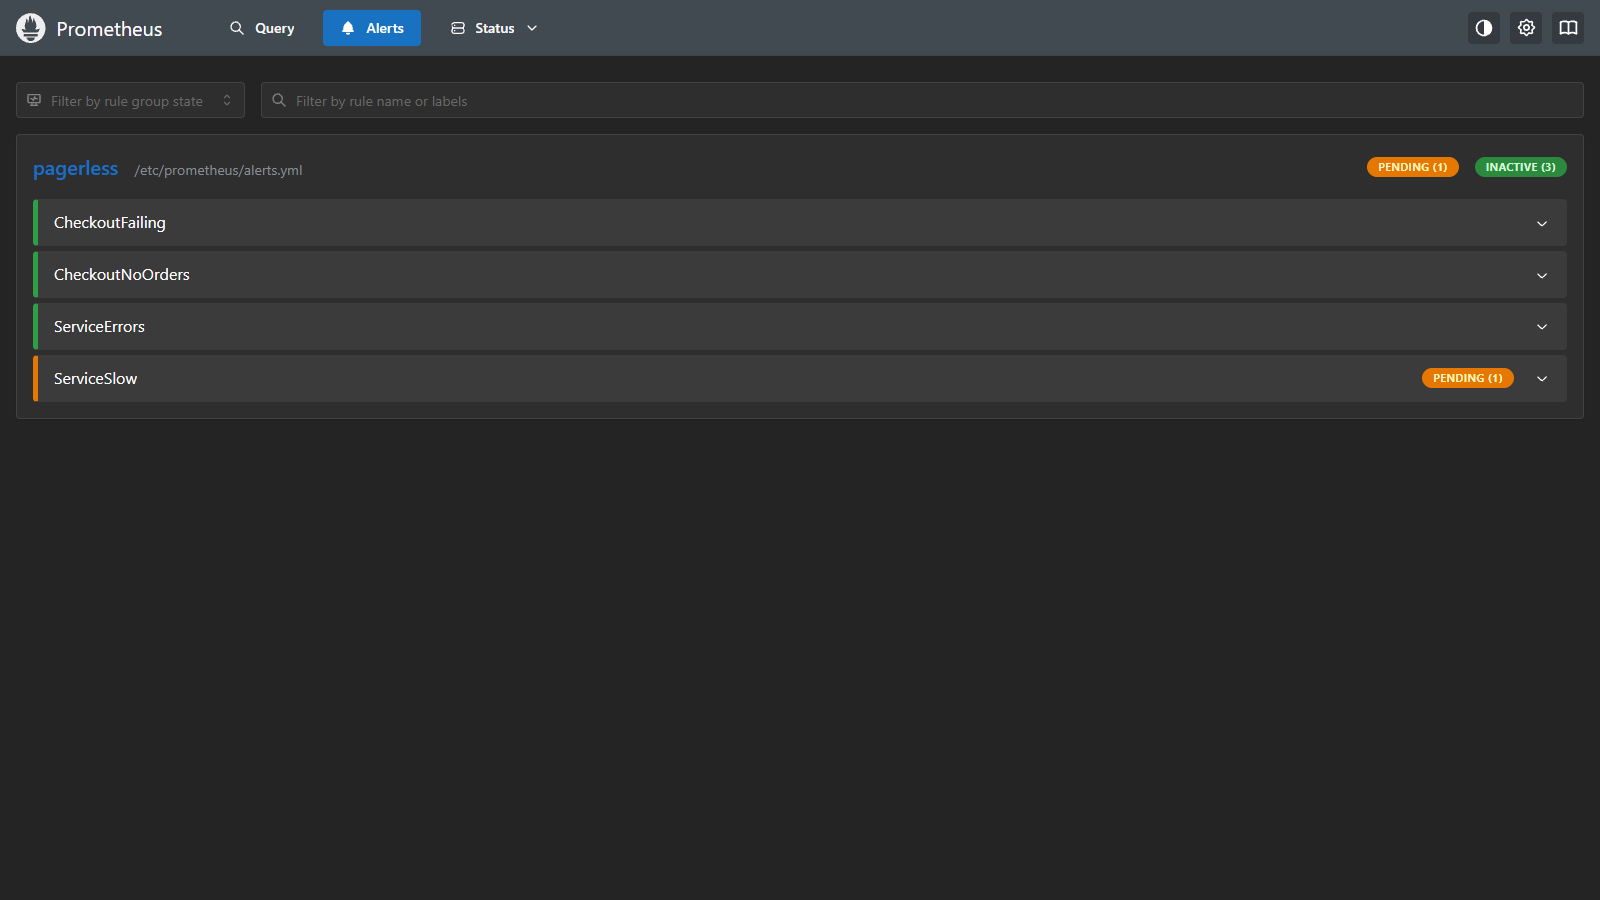 Prometheus Query Alerts Status
Filter by rule group state Filter by rule name or labels
pagerless /etc/prometheus/alerts.yml PENDING (1) INACTIVE (3)
CheckoutFailing
CheckoutNoOrders
ServiceErrors
ServiceSlow PENDING (1)